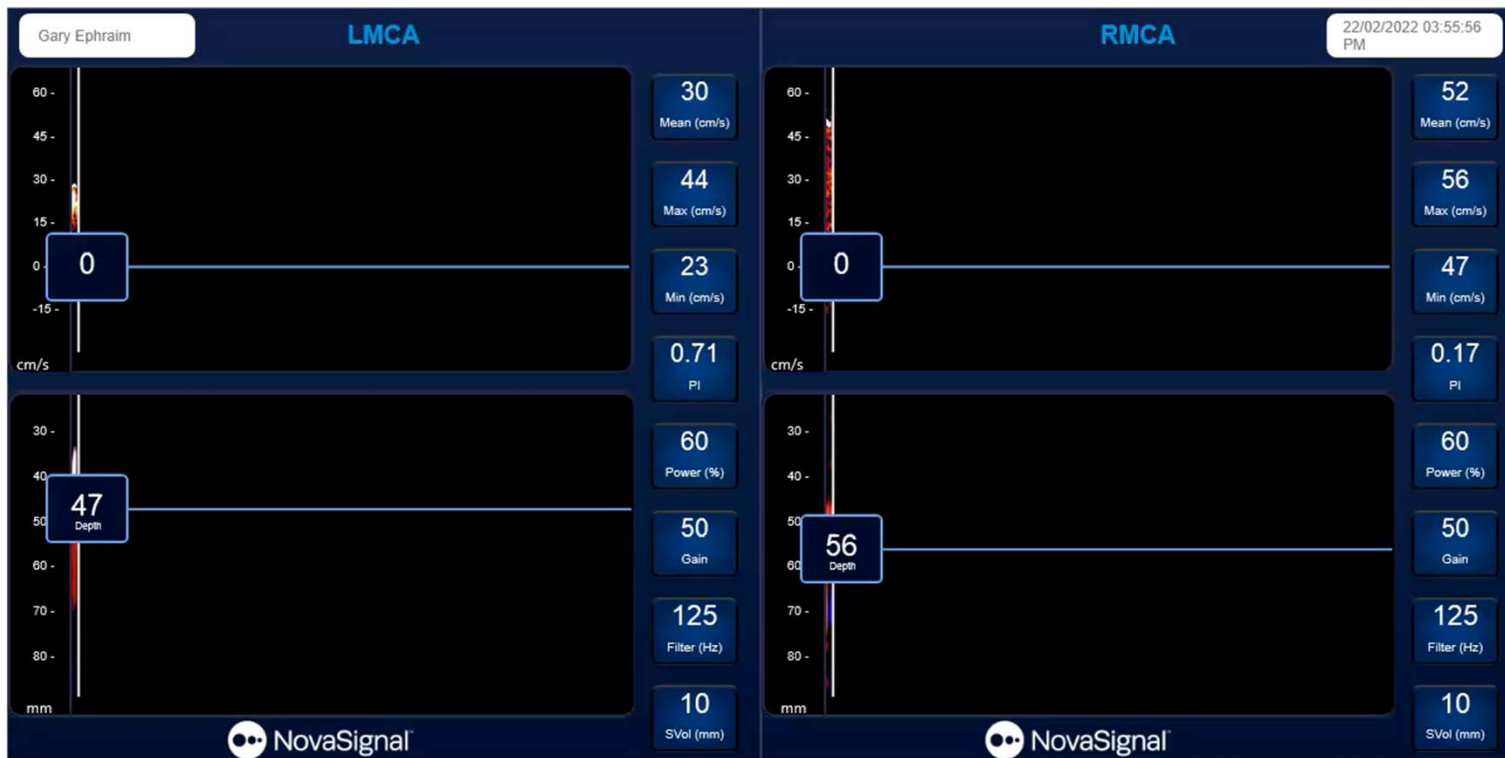 Gary Ephraim
LMCA
60 -
45 -
30 -
15 -
0 -
0
-15 -
cm/s
30
Mean (cm/s)
44
Max (cm/s)
23
Min (cm/s)
0.71
PI
60
Power (%)
50
Gain
125
Filter (Hz)
10
SVol (mm)
30 -
40
47
Depth
50
60 -
70 -
80 -
mm
NovaSignal
RMCA
22/02/2022 03:55:56
PM
60 -
45 -
30 -
15 -
0 -
0
-15 -
cm/s
52
Mean (cm/s)
56
Max (cm/s)
47
Min (cm/s)
0.17
PI
60
Power (%)
50
Gain
125
Filter (Hz)
10
SVol (mm)
30 -
40 -
50
56
Depth
60
70 -
80 -
mm
NovaSignal